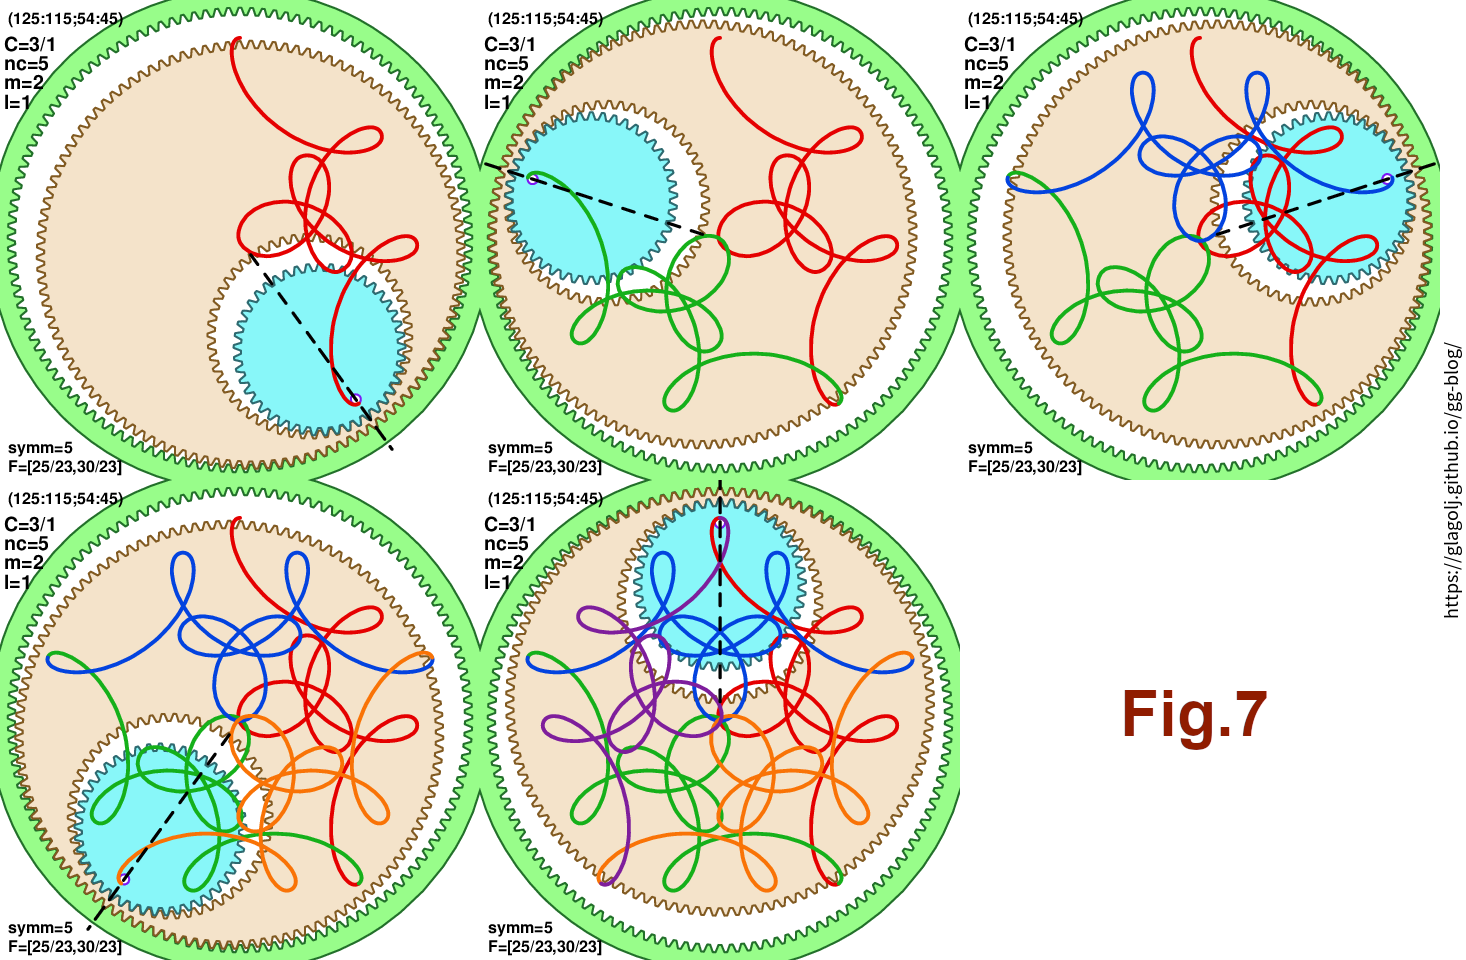 (125:115;54:45)
C=3/1
nc=5
m=2
l=1
symm=5
F=[25/23,30/23]
(125:115;54:45)
C=3/1
nc=5
m=2
l=1
symm=5
F=[25/23,30/23]
(125:115;54:45)
C=3/1
nc=5
m=2
l=1
symm=5
F=[25/23,30/23]
https://glagolj.github.io/gg-blog/
(125:115;54:45)
C=3/1
nc=5
m=2
l=1
symm=5
F=[25/23,30/23]
(125:115;54:45)
C=3/1
nc=5
m=2
l=1
symm=5
F=[25/23,30/23]
Fig.7